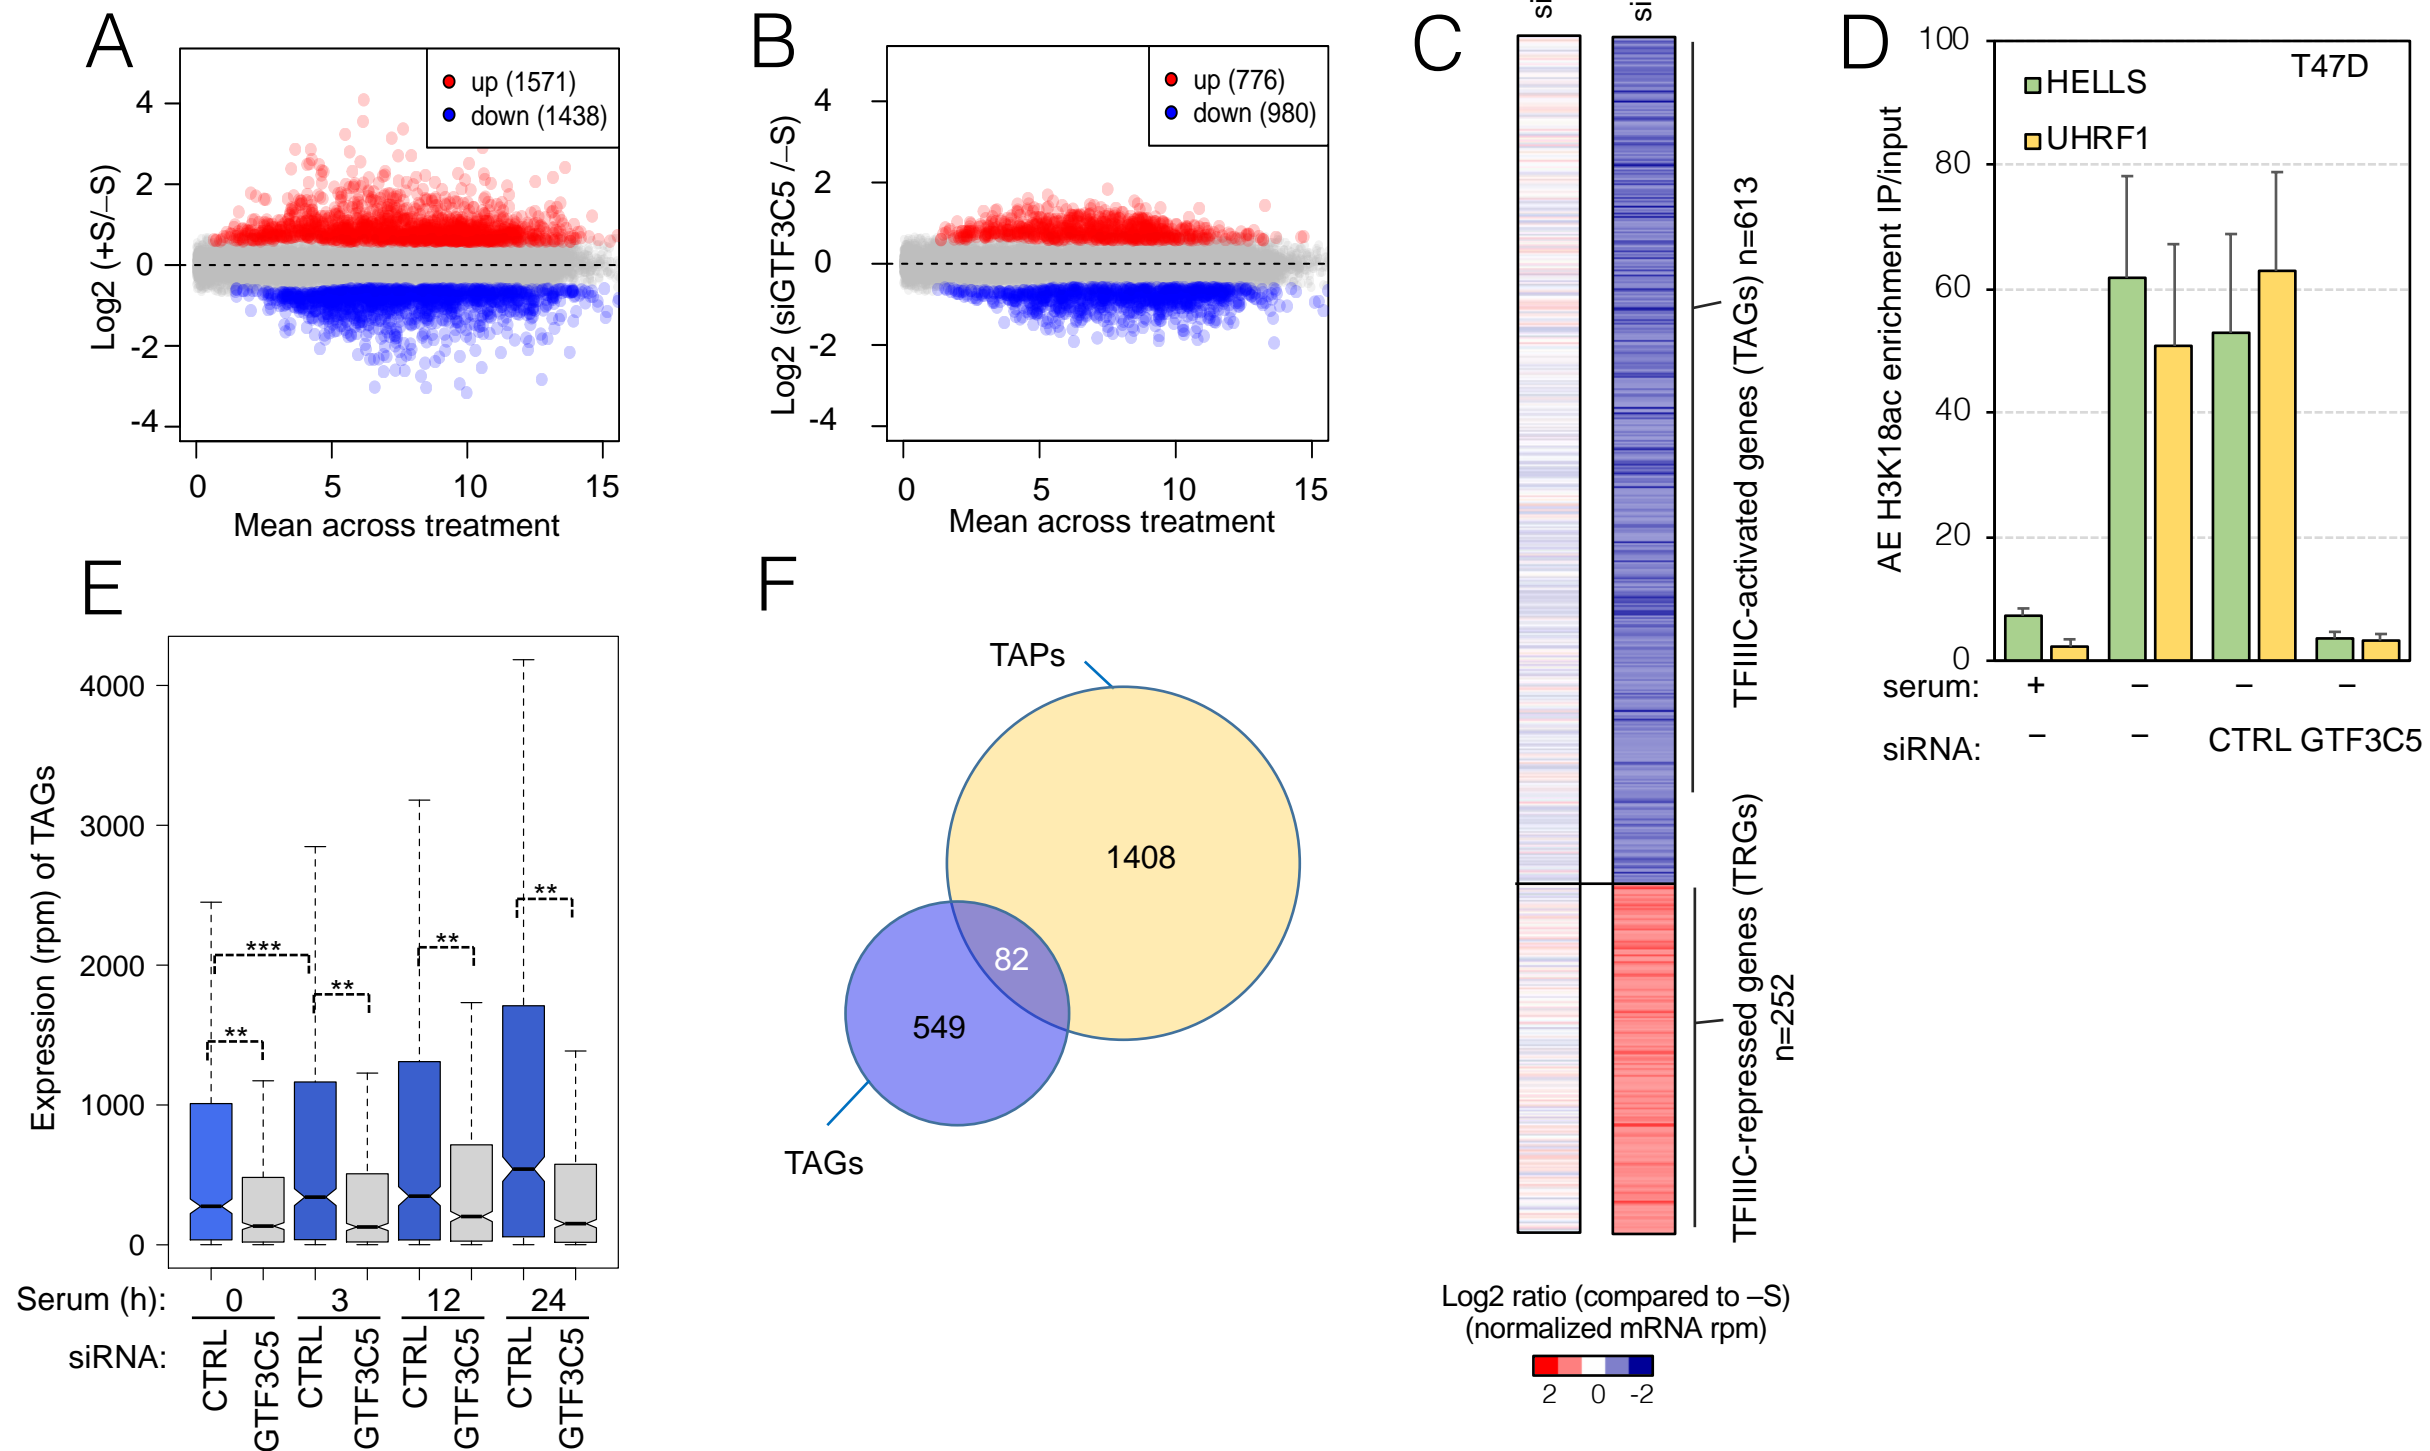 A
up (1571)
down (1438)
Log2 (+S/–S)
4
2
0
-2
-4
0 5 10 15
Mean across treatment
B
up (776)
down (980)
Log2 (siGTF3C5 /–S)
4
2
0
-2
-4
0 5 10 15
Mean across treatment
C
si
si
TFIIIC-activated genes (TAGs) n=613
TFIIIC-repressed genes (TRGs)
n=252
Log2 ratio (compared to –S)
(normalized mRNA rpm)
2 0 -2
D
T47D
HELLS
UHRF1
AE H3K18ac enrichment IP/input
100
80
60
40
20
0
serum: + – – –
siRNA: – – CTRL GTF3C5
E
Expression (rpm) of TAGs
4000
3000
2000
1000
0
**
***
**
**
**
Serum (h): 0 3 12 24
siRNA: CTRL GTF3C5 CTRL GTF3C5 CTRL GTF3C5 CTRL GTF3C5
F
TAPs
1408
82
549
TAGs